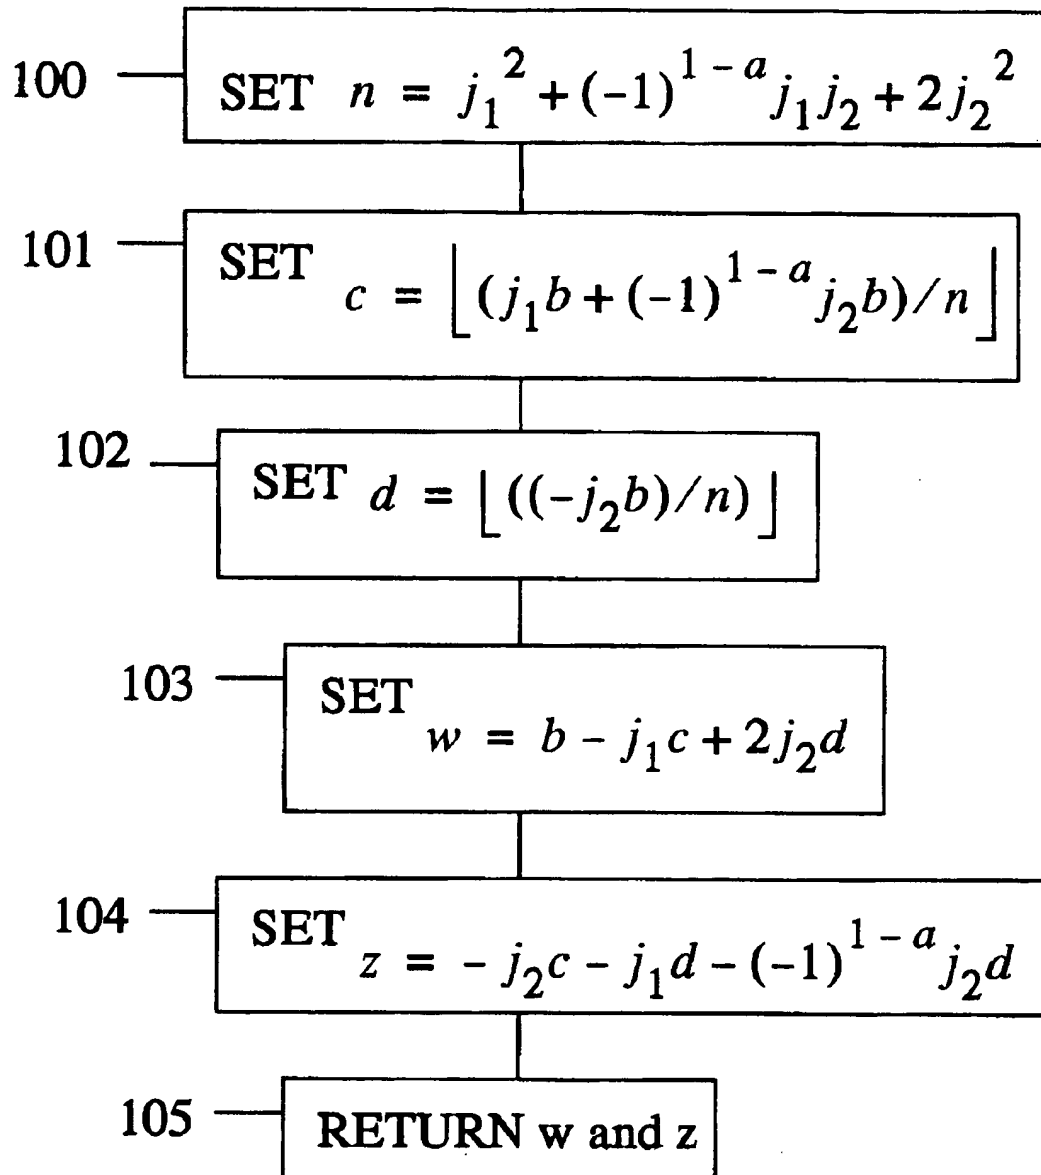 100 SET n = j₁² + (-1)^{1-a} j₁j₂ + 2j₂²
101 SET c = ⌊(j₁b + (-1)^{1-a} j₂b)/n⌋
102 SET d = ⌊((-j₂b)/n)⌋
103 SET w = b - j₁c + 2j₂d
104 SET z = -j₂c - j₁d - (-1)^{1-a} j₂d
105 RETURN w and z